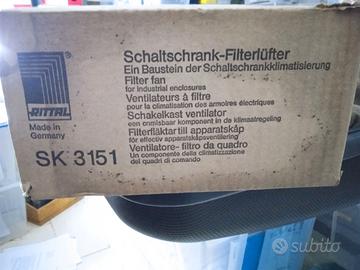 RITTAL
Made in
Germany
SK 3151
Schaltschrank-Filterlüfter
Ein Baustein der Schaltschrankklimatisierung
Filter fan
for industrial enclosures
Ventilateurs à filtre
pour la climatisation des armoires électriques
Schakelkast ventilator
een onmisbaar komponent in de klimaatregeling
Filterfläktar till apparatskåp
för effektiv apparatskåpsventilering
Ventilatore-filtro da quadro
Un componente della climatizzazione
del quadri di comando
subito